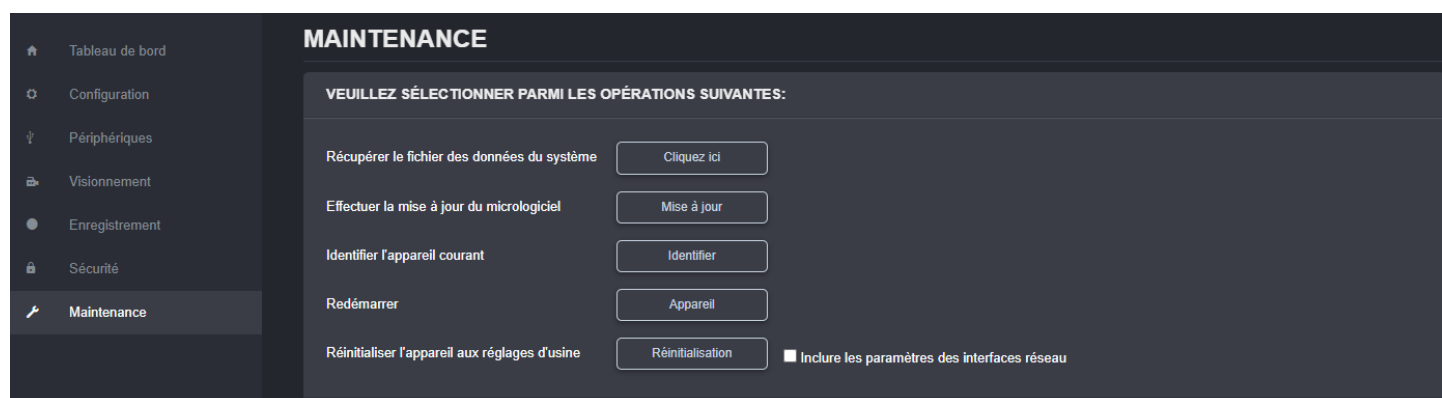 MAINTENANCE
Tableau de bord
Configuration
Périphériques
Visionnement
Enregistrement
Sécurité
Maintenance
VEUILLEZ SÉLECTIONNER PARMI LES OPÉRATIONS SUIVANTES:
Récupérer le fichier des données du système Cliquez ici
Effectuer la mise à jour du micrologiciel Mise à jour
Identifier l'appareil courant Identifier
Redémarrer Appareil
Réinitialiser l'appareil aux réglages d'usine Réinitialisation Inclure les paramètres des interfaces réseau